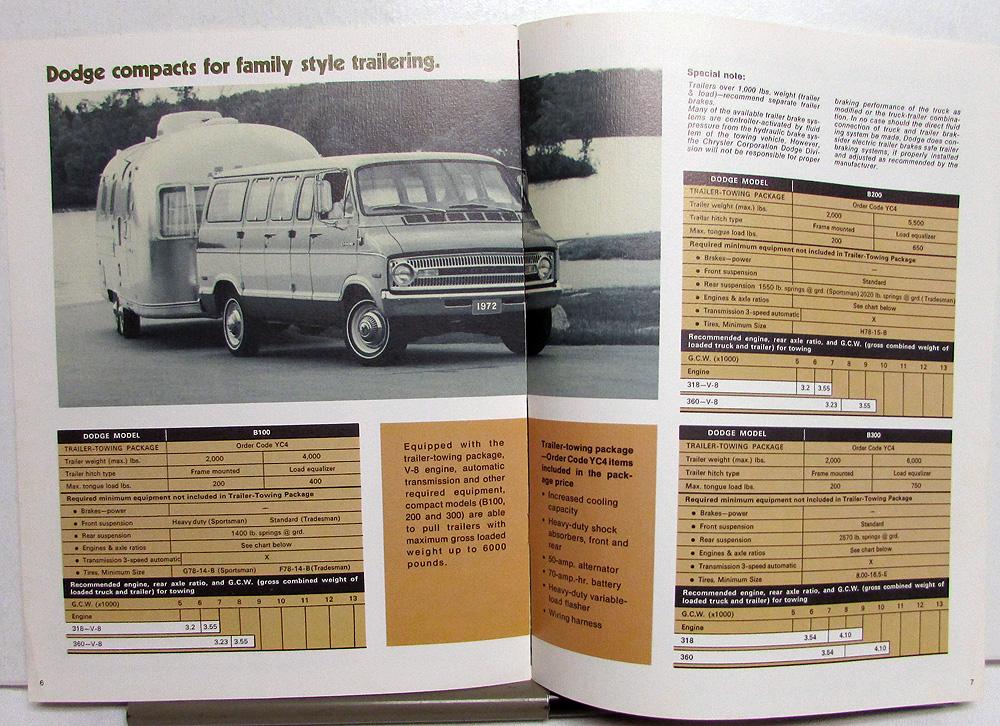 Dodge compacts for family style trailering.
1972
DODGE MODEL B100
TRAILER-TOWING PACKAGE Order Code YC4
Trailer weight (max.) lbs. 2,000 4,000
Trailer hitch type Frame mounted Load equalizer
Max. tongue load lbs. 200 400
Required minimum equipment not included in Trailer-Towing Package
• Brakes—power —
• Front suspension Heavy duty (Sportsman) Standard (Tradesman)
• Rear suspension 1400 lb. springs @ grd.
• Engines & axle ratios See chart below
• Transmission 3-speed automatic X
• Tires, Minimum Size G78-14-B (Sportsman) F78-14-B (Tradesman)
Recommended engine, rear axle ratio, and G.C.W. (gross combined weight of
loaded truck and trailer) for towing
G.C.W. (x1000) 5 6 7 8 9 10 11 12 13
Engine
318-V-8 3.2 3.55
360-V-8 3.23 3.55
6
Equipped with the
trailer-towing package,
V-8 engine, automatic
transmission and other
required equipment,
compact models (B100,
200 and 300) are able
to pull trailers with
maximum gross loaded
weight up to 6000
pounds.
Trailer-towing package
—Order Code YC4 items
included in the pack-
age price
• Increased cooling
capacity
• Heavy-duty shock
absorbers, front and
rear
• 50-amp. alternator
• 70-amp.-hr. battery
• Heavy-duty variable-
load flasher
• Wiring harness
Special note:
Trailers over 1,000 lbs. weight (trailer
& load)—recommend separate trailer
brakes.
Many of the available trailer brake sys-
tems are controller-activated by fluid
pressure from the hydraulic brake sys-
tem of the towing vehicle. However,
the Chrysler Corporation Dodge Divi-
sion will not be responsible for proper
braking performance of the truck as
modified or the truck-trailer combina-
tion. In no case should the direct fluid
connection of truck and trailer brak-
ing system be made. Dodge does con-
sider electric trailer brakes safe trailer
braking systems, if properly installed
and adjusted as recommended by the
manufacturer.
DODGE MODEL B200
TRAILER-TOWING PACKAGE Order Code YC4
Trailer weight (max.) lbs. 2,000 5,500
Trailer hitch type Frame mounted Load equalizer
Max. tongue load lbs. 200 650
Required minimum equipment not included in Trailer-Towing Package
• Brakes—power —
• Front suspension Standard
• Rear suspension 1550 lb. springs @ grd. (Sportsman) 2020 lb. springs @ grd. (Tradesman)
• Engines & axle ratios See chart below
• Transmission 3-speed automatic X
• Tires, Minimum Size H78-15-B
Recommended engine, rear axle ratio, and G.C.W. (gross combined weight of
loaded truck and trailer) for towing
G.C.W. (x1000) 5 6 7 8 9 10 11 12 13
Engine
318-V-8 3.2 3.55
360-V-8 3.23 3.55
DODGE MODEL B300
TRAILER-TOWING PACKAGE Order Code YC4
Trailer weight (max.) lbs. 2,000 6,000
Trailer hitch type Frame mounted Load equalizer
Max. tongue load lbs. 200 750
Required minimum equipment not included in Trailer-Towing Package
• Brakes—power —
• Front suspension Standard
• Rear suspension 2870 lb. springs @ grd.
• Engines & axle ratios See chart below
• Transmission 3-speed automatic X
• Tires, Minimum Size 8.00-16.5-E
Recommended engine, rear axle ratio, and G.C.W. (gross combined weight of
loaded truck and trailer) for towing
G.C.W. (x1000) 5 6 7 8 9 10 11 12 13
Engine
318 3.54 4.10
360 3.54 4.10
7